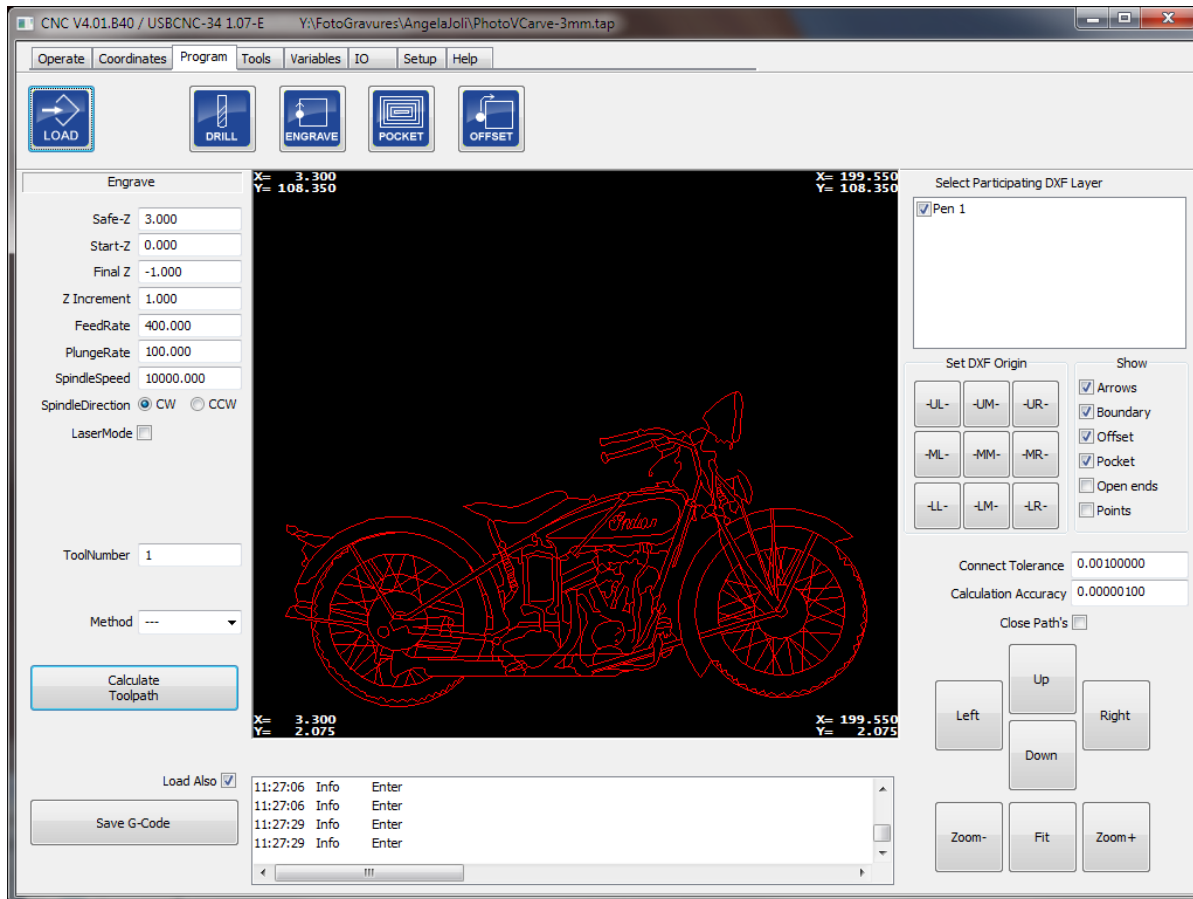 CNC V4.01.B40 / USBCNC-34 1.07-E Y:\FotoGravures\AngelaJoli\PhotoVCarve-3mm.tap
Operate Coordinates Program Tools Variables IO Setup Help
LOAD DRILL ENGRAVE POCKET OFFSET
Engrave
Safe-Z 3.000
Start-Z 0.000
Final Z -1.000
Z Increment 1.000
FeedRate 400.000
PlungeRate 100.000
SpindleSpeed 10000.000
SpindleDirection CW CCW
LaserMode
ToolNumber 1
Method ---
Calculate
Toolpath
Load Also
Save G-Code
X= 3.300
Y= 108.350
X= 199.550
Y= 108.350
Indian
X= 3.300
Y= 2.075
X= 199.550
Y= 2.075
11:27:06 Info Enter
11:27:06 Info Enter
11:27:29 Info Enter
11:27:29 Info Enter
Select Participating DXF Layer
Pen 1
Set DXF Origin
-UL- -UM- -UR-
-ML- -MM- -MR-
-LL- -LM- -LR-
Show
Arrows
Boundary
Offset
Pocket
Open ends
Points
Connect Tolerance 0.00100000
Calculation Accuracy 0.00000100
Close Path's
Up
Left Right
Down
Zoom- Fit Zoom+